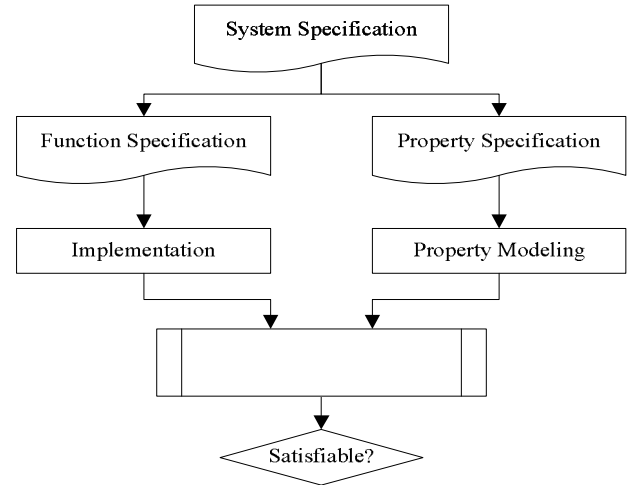 System Specification
Function Specification
Property Specification
Implementation
Property Modeling
Satisfiable?